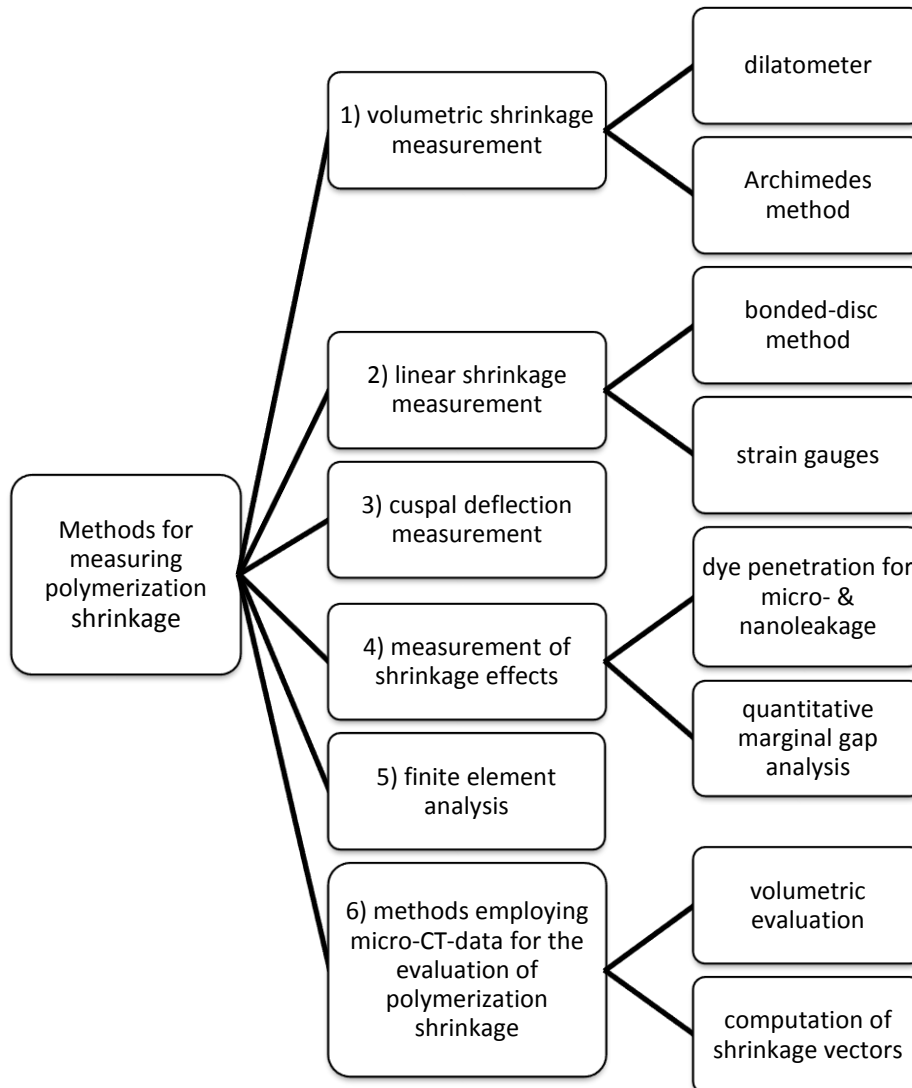 Methods for
measuring
polymerization
shrinkage
1) volumetric shrinkage
measurement
dilatometer
Archimedes
method
2) linear shrinkage
measurement
bonded-disc
method
strain gauges
3) cuspal deflection
measurement
4) measurement of
shrinkage effects
dye penetration for
micro- &
nanoleakage
quantitative
marginal gap
analysis
5) finite element
analysis
6) methods employing
micro-CT-data for the
evaluation of
polymerization
shrinkage
volumetric
evaluation
computation of
shrinkage vectors